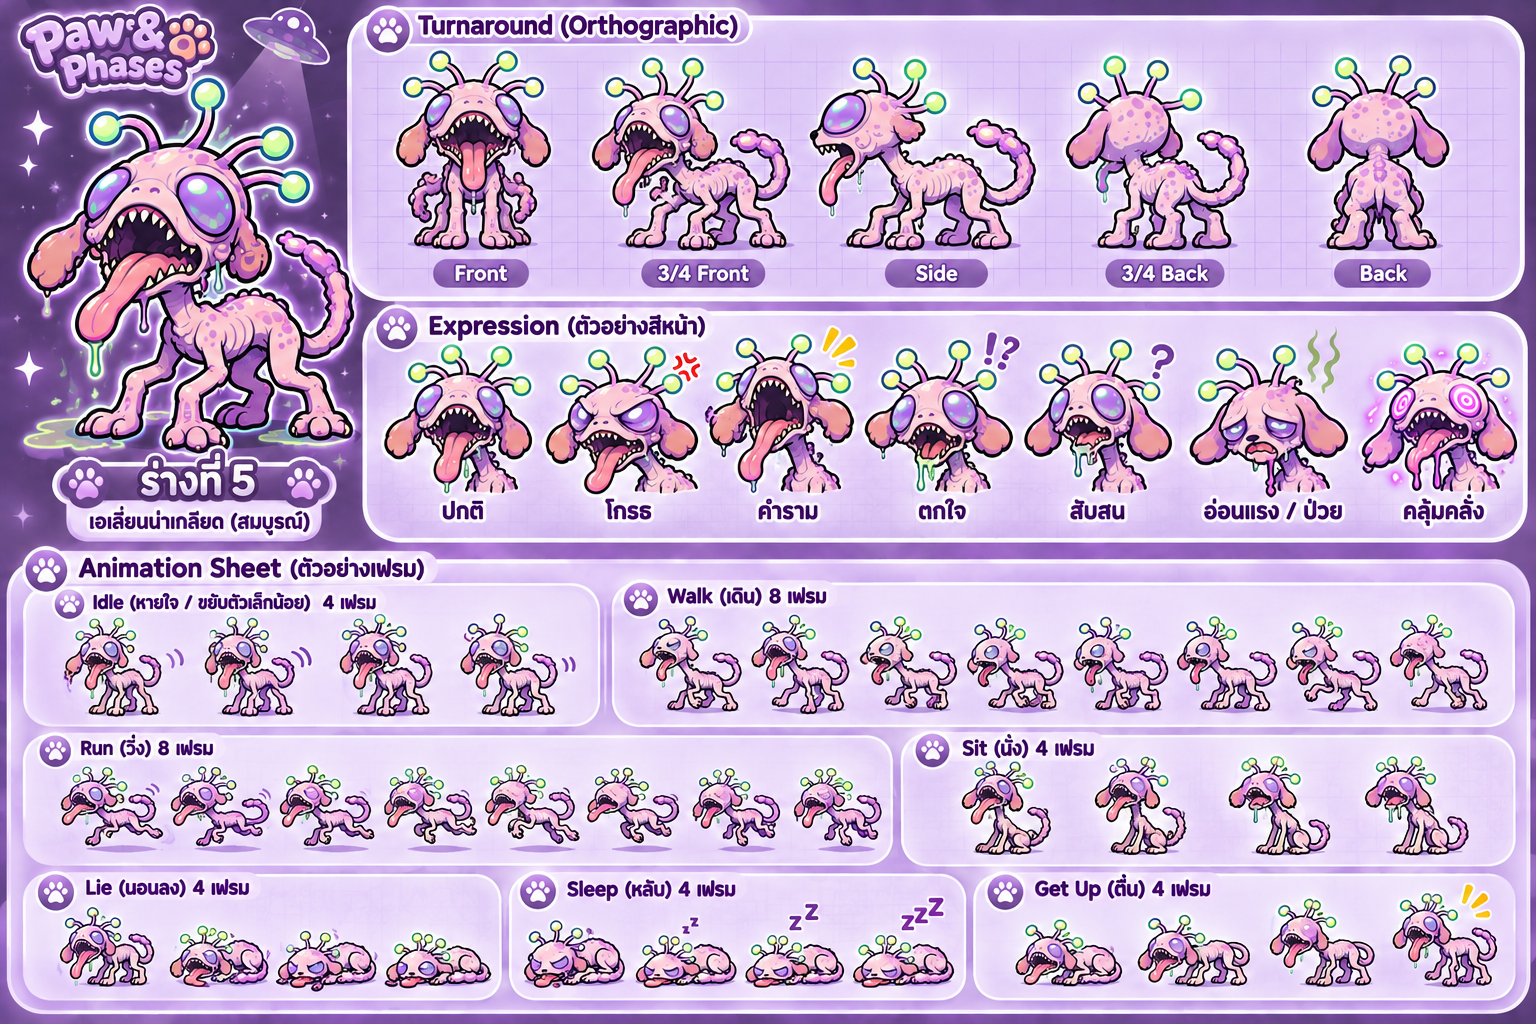 Paw &
Phases
ร่างที่ 5
เอเลี่ยนน่าเกลียด (สมบูรณ์)
Turnaround (Orthographic)
Front
3/4 Front
Side
3/4 Back
Back
Expression (ตัวอย่างสีหน้า)
!?
?
ปกติ
โกรธ
คำราม
ตกใจ
สับสน
อ่อนแรง / ป่วย
คลุ้มคลั่ง
Animation Sheet (ตัวอย่างเฟรม)
Idle (หายใจ / ขยับตัวเล็กน้อย) 4 เฟรม
Walk (เดิน) 8 เฟรม
Run (วิ่ง) 8 เฟรม
Sit (นั่ง) 4 เฟรม
Lie (นอนลง) 4 เฟรม
Sleep (หลับ) 4 เฟรม
zz
zZ
zzZ
Get Up (ตื่น) 4 เฟรม